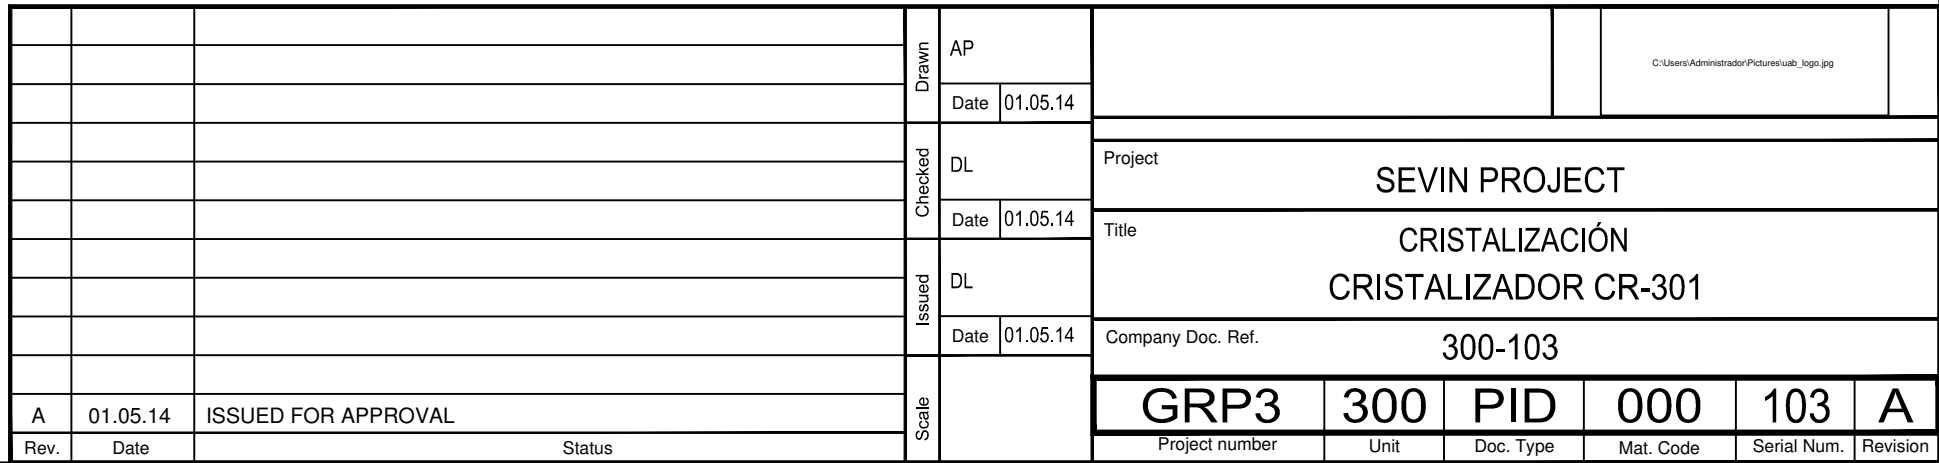 A 01.05.14 ISSUED FOR APPROVAL
Rev. Date Status
Drawn AP
Date 01.05.14
Checked DL
Date 01.05.14
Issued DL
Date 01.05.14
Scale
C:\Users\Administrador\Pictures\uab_logo.jpg
Project
SEVIN PROJECT
Title
CRISTALIZACIÓN
CRISTALIZADOR CR-301
Company Doc. Ref.
300-103
GRP3 300 PID 000 103 A
Project number Unit Doc. Type Mat. Code Serial Num. Revision